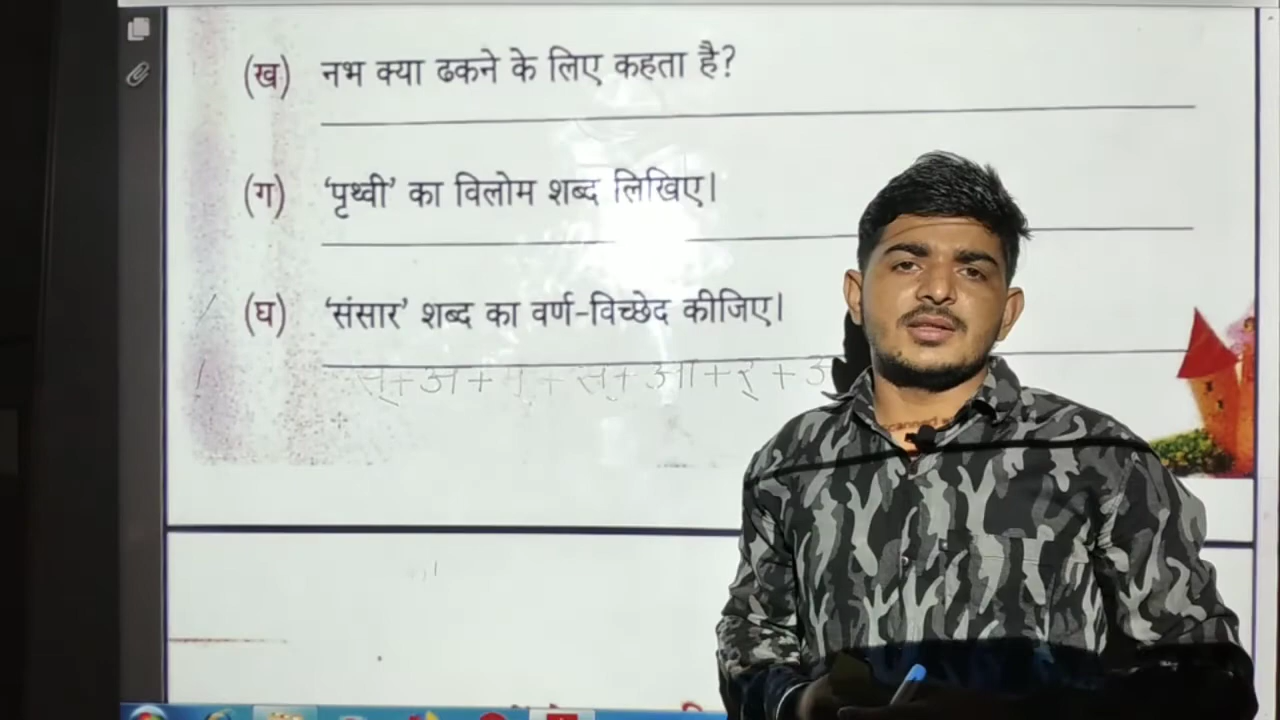 (ख) नभ क्या ढकने के लिए कहता है?
(ग) ‘पृथ्वी’ का विलोम शब्द लिखिए।
(घ) ‘संसार’ शब्द का वर्ण-विच्छेद कीजिए।
स्+अ+ + स्+आ+र्+अ